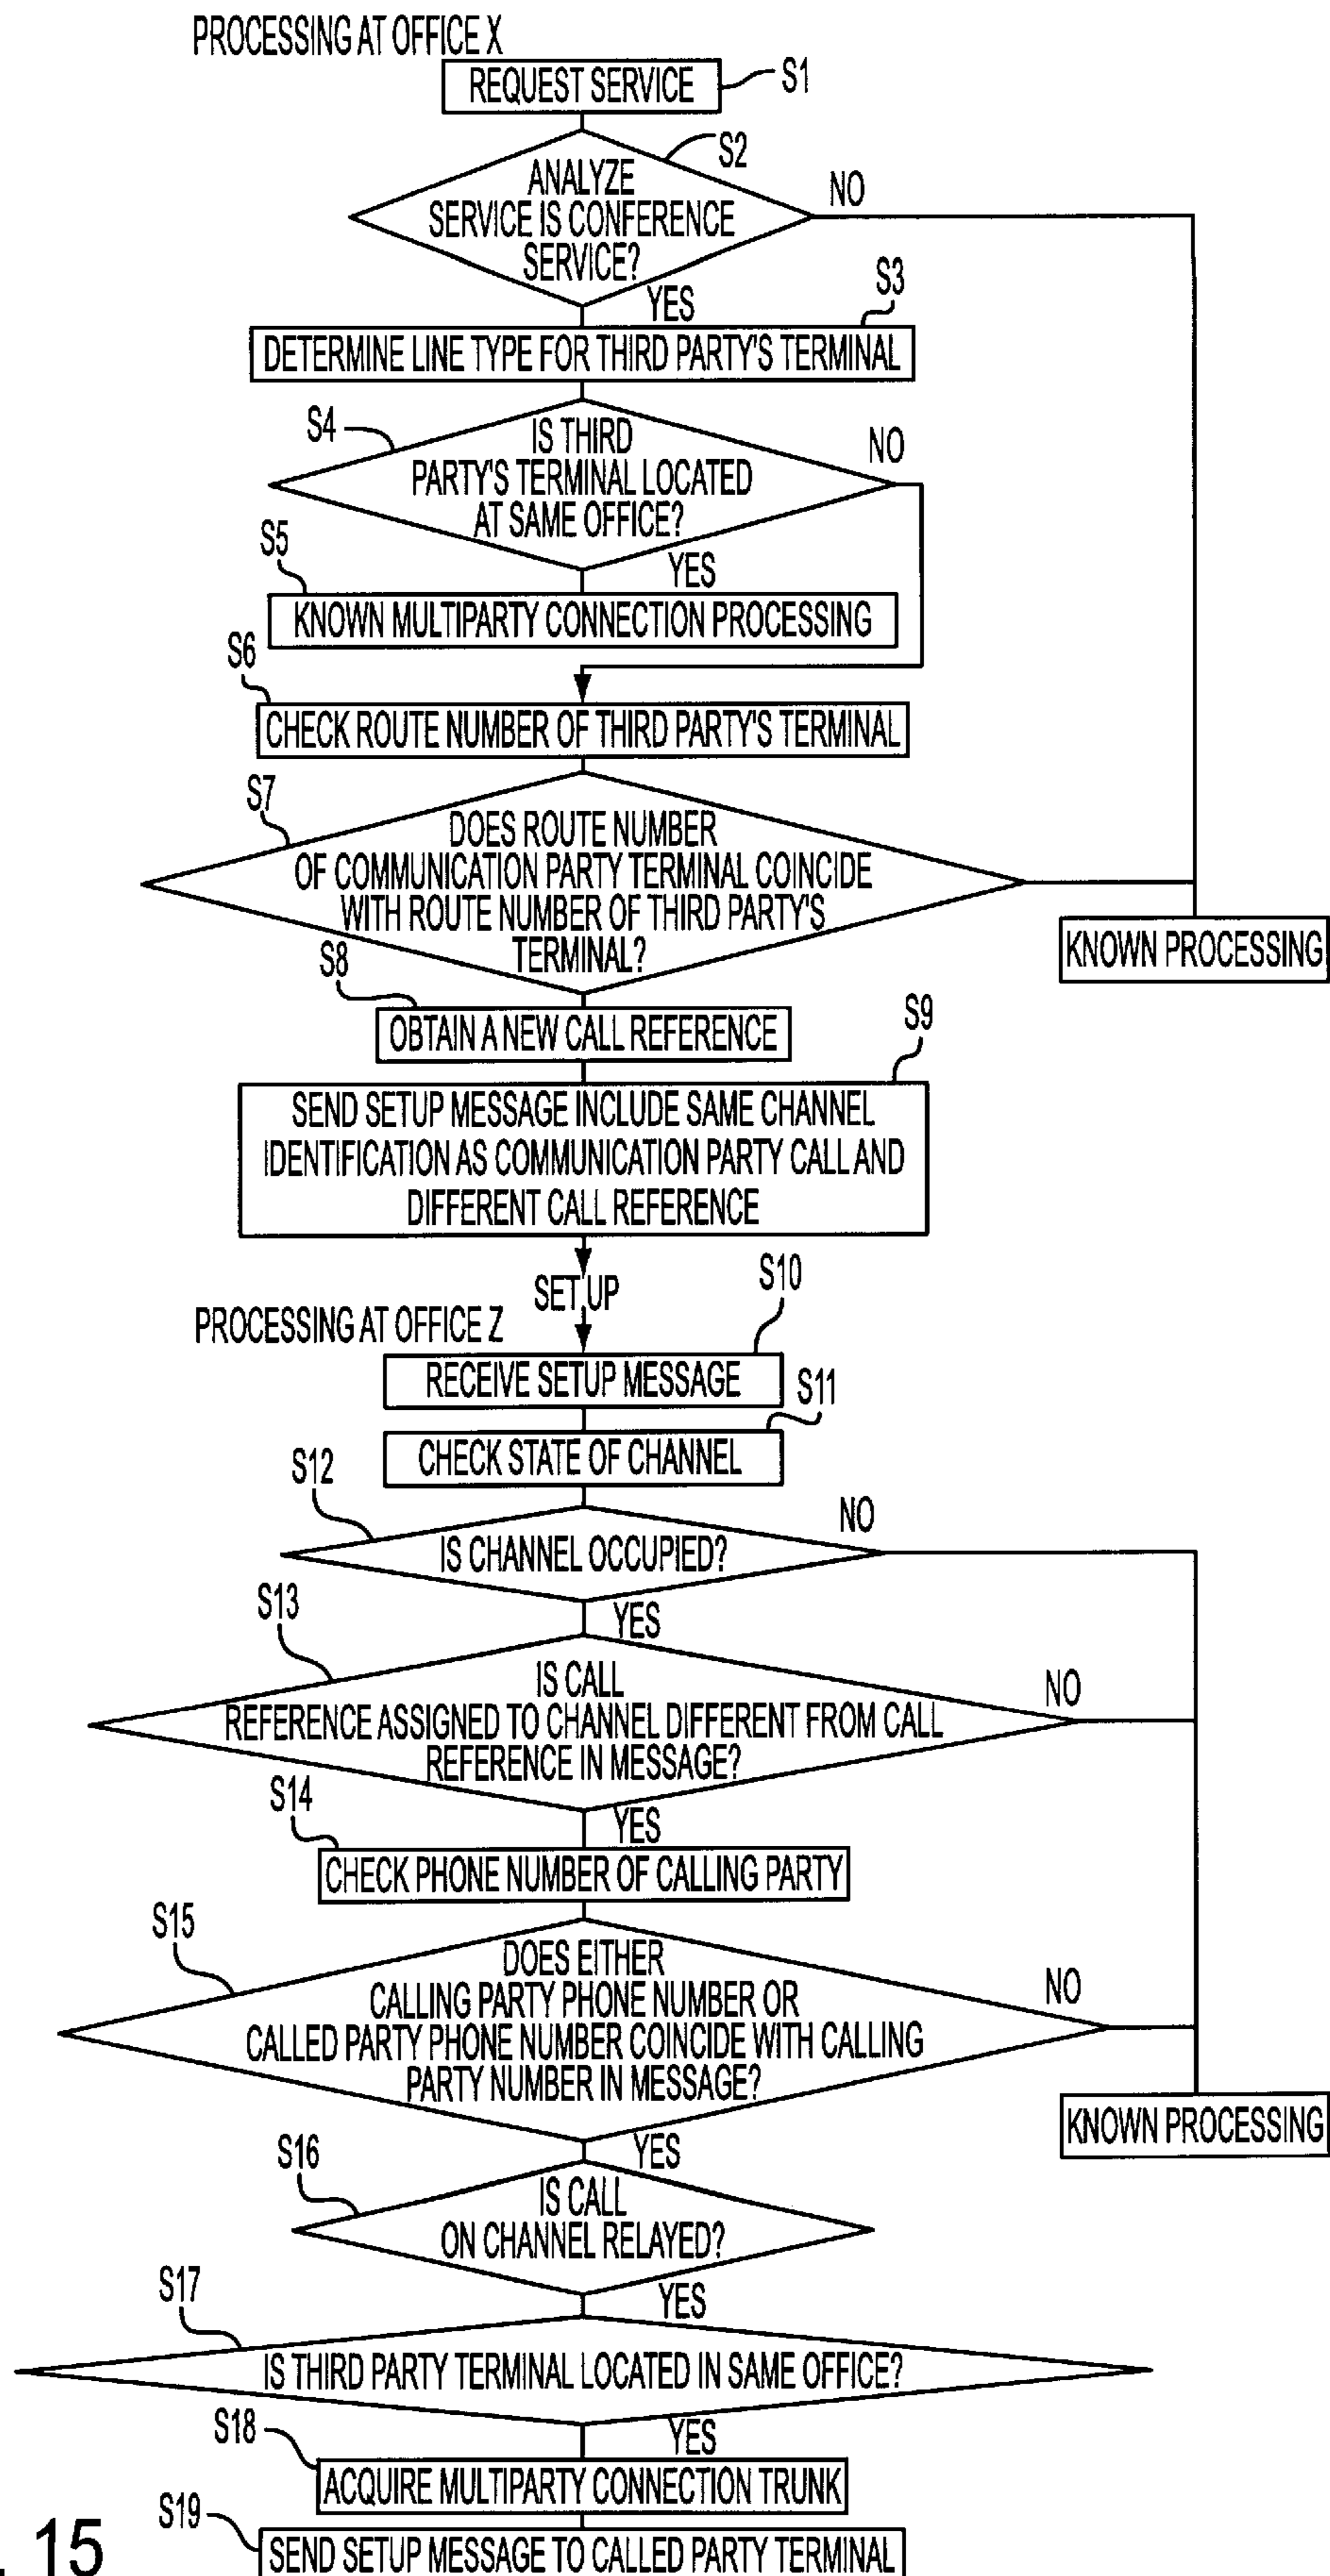 PROCESSING AT OFFICE X
REQUEST SERVICE
S1
S2
ANALYZE
SERVICE IS CONFERENCE
SERVICE?
NO
YES
S3
DETERMINE LINE TYPE FOR THIRD PARTY'S TERMINAL
S4
IS THIRD
PARTY'S TERMINAL LOCATED
AT SAME OFFICE?
NO
YES
S5
KNOWN MULTIPARTY CONNECTION PROCESSING
S6
CHECK ROUTE NUMBER OF THIRD PARTY'S TERMINAL
S7
DOES ROUTE NUMBER
OF COMMUNICATION PARTY TERMINAL COINCIDE
WITH ROUTE NUMBER OF THIRD PARTY'S
TERMINAL?
KNOWN PROCESSING
S8
OBTAIN A NEW CALL REFERENCE
S9
SEND SETUP MESSAGE INCLUDE SAME CHANNEL
IDENTIFICATION AS COMMUNICATION PARTY CALL AND
DIFFERENT CALL REFERENCE
SET UP
PROCESSING AT OFFICE Z
S10
RECEIVE SETUP MESSAGE
S11
CHECK STATE OF CHANNEL
S12
IS CHANNEL OCCUPIED?
NO
YES
S13
IS CALL
REFERENCE ASSIGNED TO CHANNEL DIFFERENT FROM CALL
REFERENCE IN MESSAGE?
NO
YES
S14
CHECK PHONE NUMBER OF CALLING PARTY
S15
DOES EITHER
CALLING PARTY PHONE NUMBER OR
CALLED PARTY PHONE NUMBER COINCIDE WITH CALLING
PARTY NUMBER IN MESSAGE?
NO
YES
KNOWN PROCESSING
S16
IS CALL
ON CHANNEL RELAYED?
YES
S17
IS THIRD PARTY TERMINAL LOCATED IN SAME OFFICE?
YES
S18
ACQUIRE MULTIPARTY CONNECTION TRUNK
S19
SEND SETUP MESSAGE TO CALLED PARTY TERMINAL
. 15